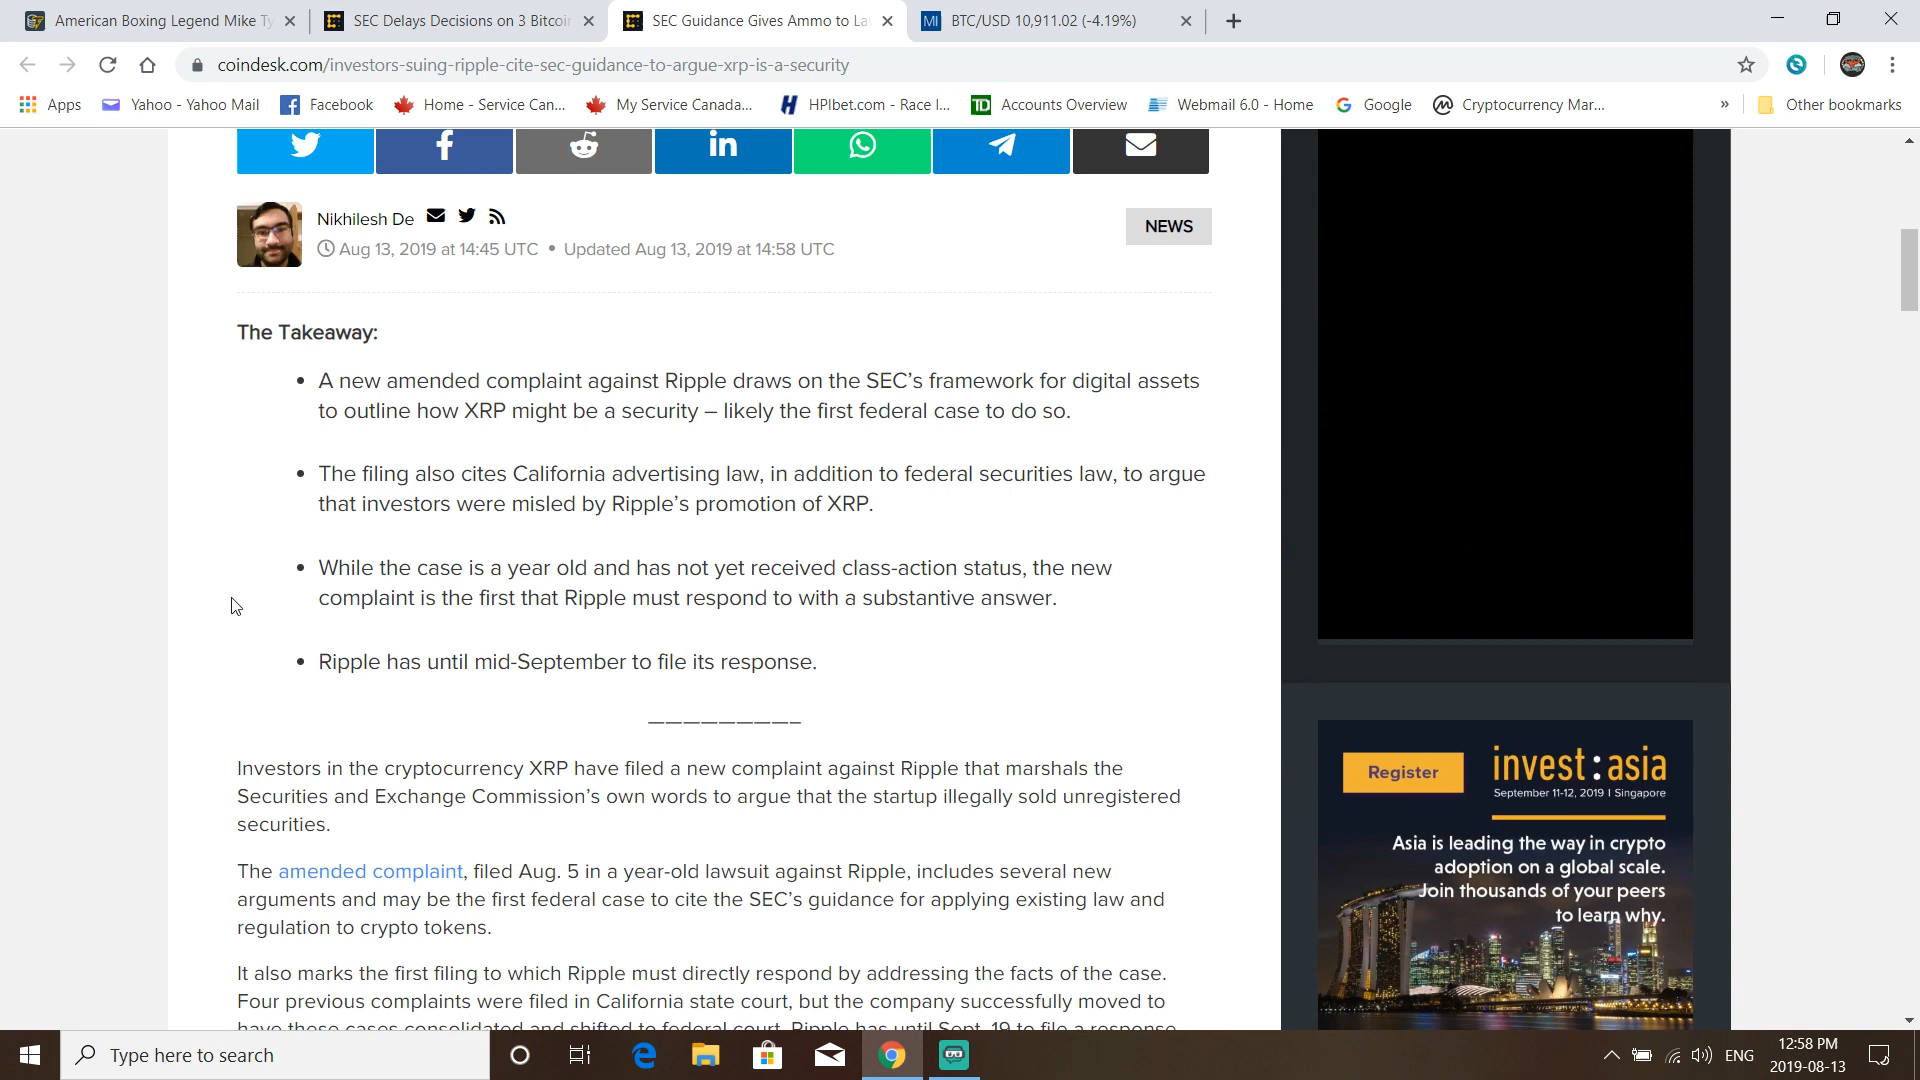 American Boxing Legend Mike Ty
SEC Delays Decisions on 3 Bitcoin
SEC Guidance Gives Ammo to La
MI BTC/USD 10,911.02 (-4.19%)
coindesk.com/investors-suing-ripple-cite-sec-guidance-to-argue-xrp-is-a-security
Apps
Yahoo - Yahoo Mail
Facebook
Home - Service Can...
My Service Canada...
HPIbet.com - Race I...
TD Accounts Overview
Webmail 6.0 - Home
Google
Cryptocurrency Mar...
»
Other bookmarks
Nikhilesh De
Aug 13, 2019 at 14:45 UTC • Updated Aug 13, 2019 at 14:58 UTC
NEWS
The Takeaway:
• A new amended complaint against Ripple draws on the SEC’s framework for digital assets
to outline how XRP might be a security – likely the first federal case to do so.
• The filing also cites California advertising law, in addition to federal securities law, to argue
that investors were misled by Ripple’s promotion of XRP.
• While the case is a year old and has not yet received class-action status, the new
complaint is the first that Ripple must respond to with a substantive answer.
• Ripple has until mid-September to file its response.
—————————
Investors in the cryptocurrency XRP have filed a new complaint against Ripple that marshals the
Securities and Exchange Commission’s own words to argue that the startup illegally sold unregistered
securities.
The amended complaint, filed Aug. 5 in a year-old lawsuit against Ripple, includes several new
arguments and may be the first federal case to cite the SEC’s guidance for applying existing law and
regulation to crypto tokens.
It also marks the first filing to which Ripple must directly respond by addressing the facts of the case.
Four previous complaints were filed in California state court, but the company successfully moved to
have these cases consolidated and shifted to federal court. Ripple has until Sept. 19 to file a response
Register
invest:asia
September 11-12, 2019 | Singapore
Asia is leading the way in crypto
adoption on a global scale.
Join thousands of your peers
to learn why.
Type here to search
ENG
12:58 PM
2019-08-13